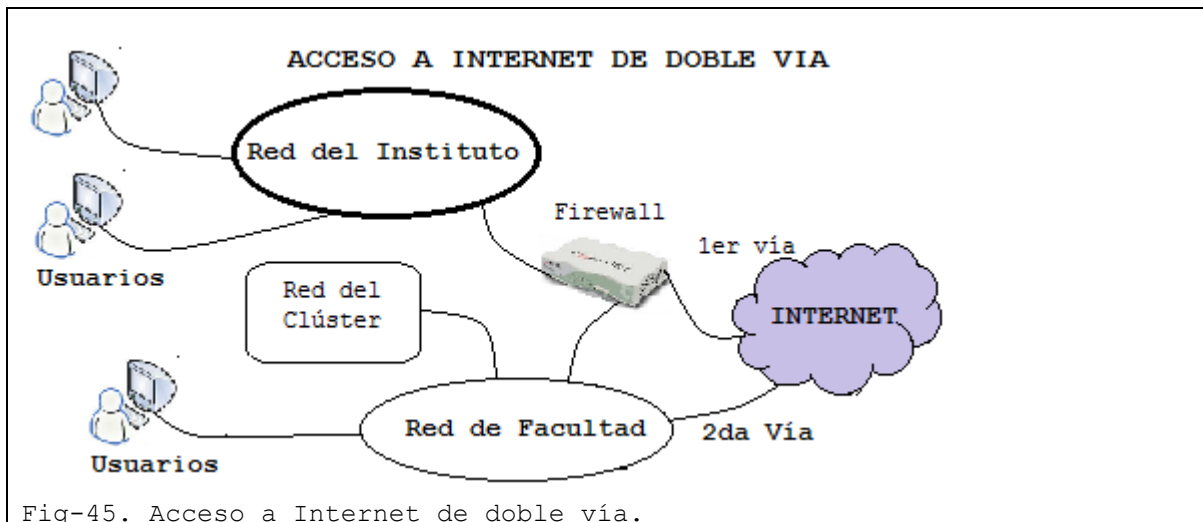 ACCESO A INTERNET DE DOBLE VIA
Red del Instituto
Firewall
1er vía
Usuarios
Red del
Clúster
INTERNET
Red de Facultad
2da Vía
Usuarios
Fig-45. Acceso a Internet de doble vía.